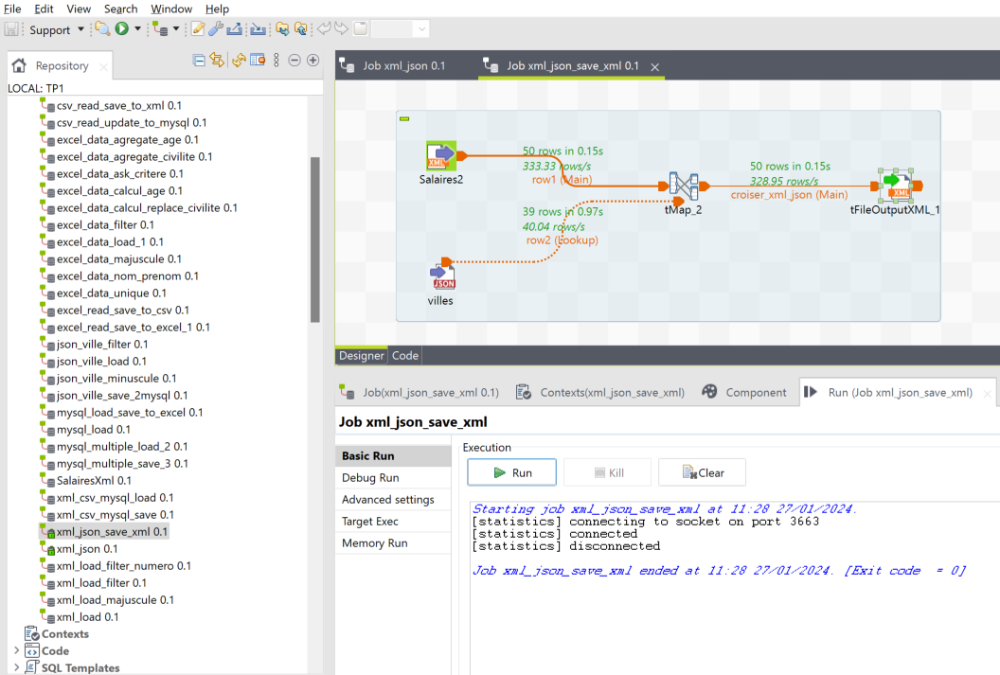 File Edit View Search Window Help
Support
Repository
LOCAL: TP1
csv_read_save_to_xml 0.1
csv_read_update_to_mysql 0.1
excel_data_agregate_age 0.1
excel_data_agregate_civilite 0.1
excel_data_ask_critere 0.1
excel_data_calcul_age 0.1
excel_data_calcul_replace_civilite 0.1
excel_data_filter 0.1
excel_data_load_1 0.1
excel_data_majuscule 0.1
excel_data_nom_prenom 0.1
excel_data_unique 0.1
excel_read_save_to_csv 0.1
excel_read_save_to_excel_1 0.1
json_ville_filter 0.1
json_ville_load 0.1
json_ville_minuscule 0.1
json_ville_save_2mysql 0.1
mysql_load_save_to_excel 0.1
mysql_load 0.1
mysql_multiple_load_2 0.1
mysql_multiple_save_3 0.1
SalairesXml 0.1
xml_csv_mysql_load 0.1
xml_csv_mysql_save 0.1
xml_json_save_xml 0.1
xml_json 0.1
xml_load_filter_numero 0.1
xml_load_filter 0.1
xml_load_majuscule 0.1
xml_load 0.1
Contexts
Code
SQL Templates
Job xml_json 0.1
Job xml_json_save_xml 0.1
XML
Salaires2
50 rows in 0.15s
333.33 rows/s
row1 (Main)
39 rows in 0.97s
40.04 rows/s
row2 (Lookup)
JSON
villes
tMap_2
50 rows in 0.15s
328.95 rows/s
croiser_xml_json (Main)
XML
tFileOutputXML_1
Designer Code
Job(xml_json_save_xml 0.1) Contexts(xml_json_save_xml) Component Run (Job xml_json_save_xml)
Job xml_json_save_xml
Basic Run
Debug Run
Advanced settings
Target Exec
Memory Run
Execution
Run Kill Clear
Starting job xml_json_save_xml at 11:28 27/01/2024.
[statistics] connecting to socket on port 3663
[statistics] connected
[statistics] disconnected
Job xml_json_save_xml ended at 11:28 27/01/2024. [Exit code  = 0]